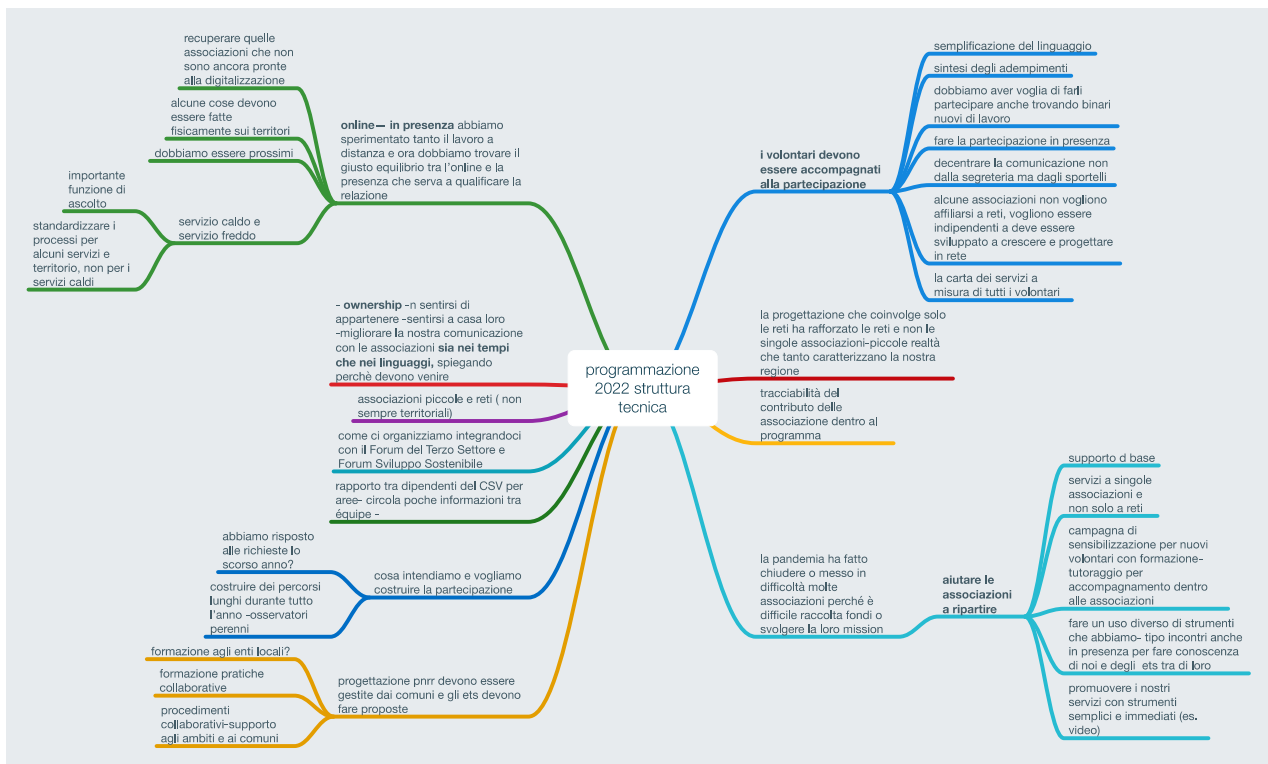 recuperare quelle
associazioni che non
sono ancora pronte
alla digitalizzazione
alcune cose devono
essere fatte
fisicamente sui territori
dobbiamo essere prossimi
importante
funzione di
ascolto
standardizzare i
processi per
alcuni servizi e
territorio, non per i
servizi caldi
servizio caldo e
servizio freddo
online— in presenza abbiamo
sperimentato tanto il lavoro a
distanza e ora dobbiamo trovare il
giusto equilibrio tra l'online e la
presenza che serva a qualificare la
relazione
- ownership -n sentirsi di
appartenere -sentirsi a casa loro
-migliorare la nostra comunicazione
con le associazioni sia nei tempi
che nei linguaggi, spiegando
perchè devono venire
associazioni piccole e reti ( non
sempre territoriali)
come ci organizziamo integrandoci
con il Forum del Terzo Settore e
Forum Sviluppo Sostenibile
rapporto tra dipendenti del CSV per
aree- circola poche informazioni tra
équipe -
abbiamo risposto
alle richieste lo
scorso anno?
costruire dei percorsi
lunghi durante tutto
l'anno -osservatori
perenni
cosa intendiamo e vogliamo
costruire la partecipazione
formazione agli enti locali?
formazione pratiche
collaborative
procedimenti
collaborativi-supporto
agli ambiti e ai comuni
progettazione pnrr devono essere
gestite dai comuni e gli ets devono
fare proposte
programmazione
2022 struttura
tecnica
i volontari devono
essere accompagnati
alla partecipazione
semplificazione del linguaggio
sintesi degli adempimenti
dobbiamo aver voglia di farli
partecipare anche trovando binari
nuovi di lavoro
fare la partecipazione in presenza
decentrare la comunicazione non
dalla segreteria ma dagli sportelli
alcune associazioni non vogliono
affiliarsi a reti, vogliono essere
indipendenti a deve essere
sviluppato a crescere e progettare
in rete
la carta dei servizi a
misura di tutti i volontari
la progettazione che coinvolge solo
le reti ha rafforzato le reti e non le
singole associazioni-piccole realtà
che tanto caratterizzano la nostra
regione
tracciabilità del
contributo delle
associazione dentro al
programma
la pandemia ha fatto
chiudere o messo in
difficoltà molte
associazioni perché è
difficile raccolta fondi o
svolgere la loro mission
aiutare le
associazioni
a ripartire
supporto d base
servizi a singole
associazioni e
non solo a reti
campagna di
sensibilizzazione per nuovi
volontari con formazione-
tutoraggio per
accompagnamento dentro
alle associazioni
fare un uso diverso di strumenti
che abbiamo- tipo incontri anche
in presenza per fare conoscenza
di noi e degli ets tra di loro
promuovere i nostri
servizi con strumenti
semplici e immediati (es.
video)